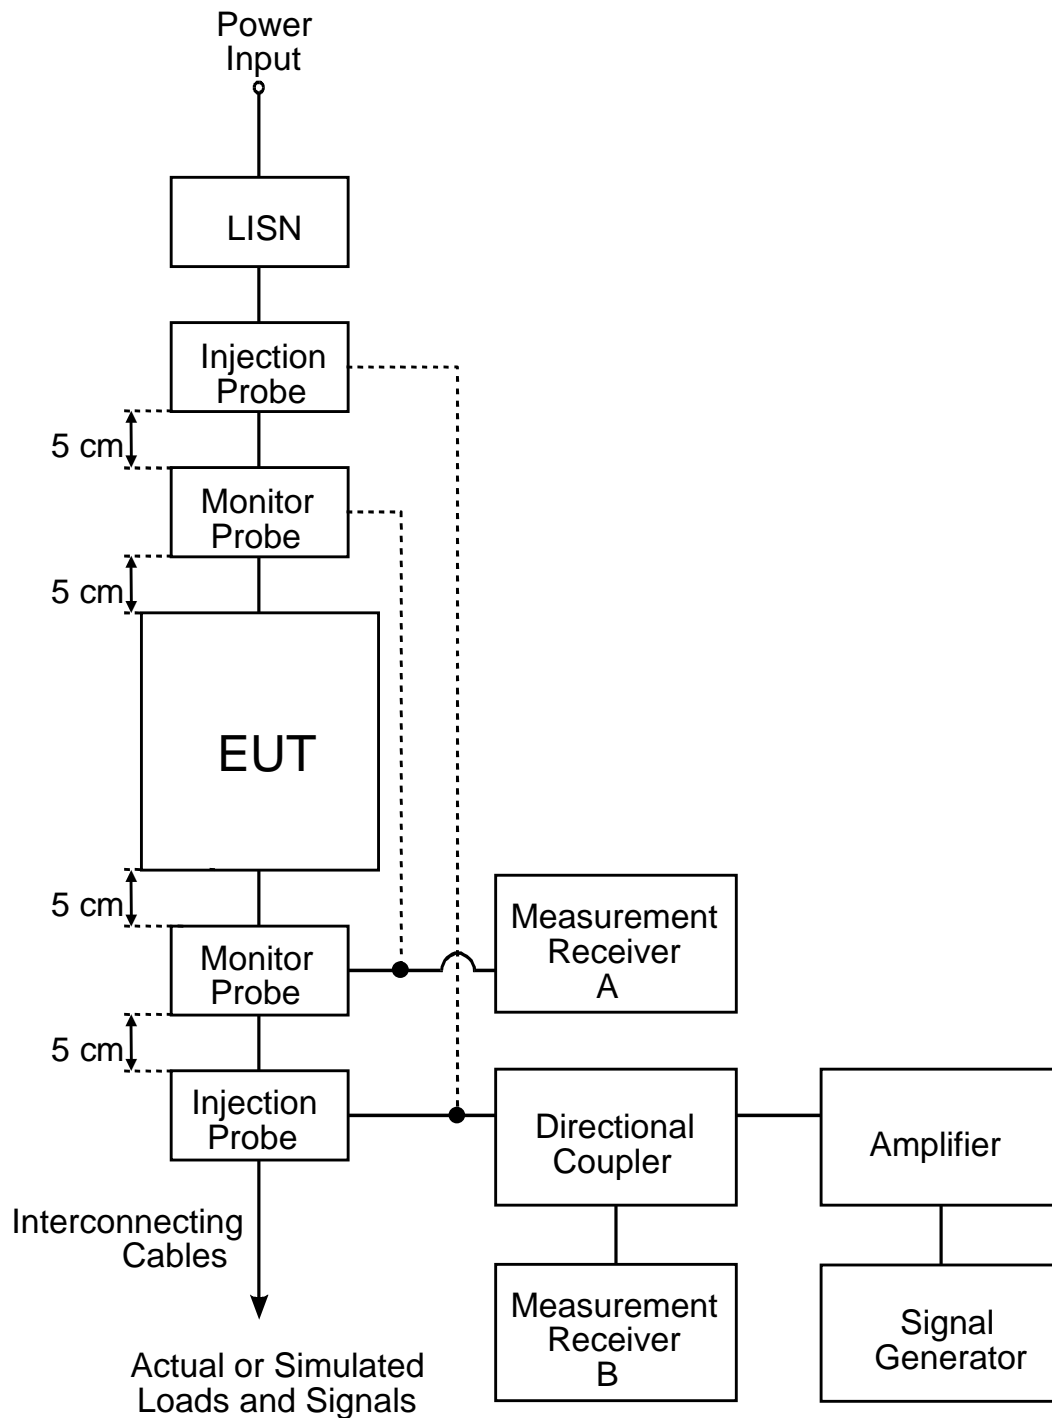 Power
Input
LISN
Injection
Probe
5 cm
Monitor
Probe
5 cm
EUT
5 cm
Monitor
Probe
Measurement
Receiver
A
5 cm
Injection
Probe
Directional
Coupler
Amplifier
Interconnecting
Cables
Measurement
Receiver
B
Signal
Generator
Actual or Simulated
Loads and Signals